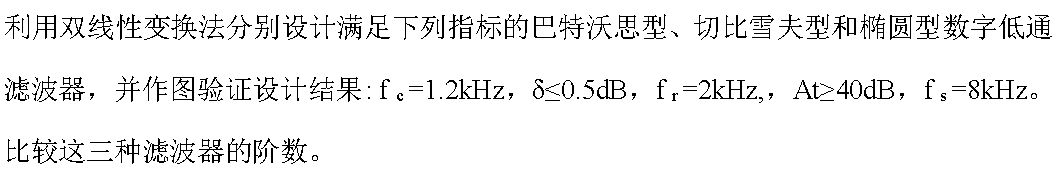 利用双线性变换法分别设计满足下列指标的巴特沃思型、切比雪夫型和椭圆型数字低通
滤波器，并作图验证设计结果: f c =1.2kHz，δ≤0.5dB，f r =2kHz,，At≥40dB，f s =8kHz。
比较这三种滤波器的阶数。